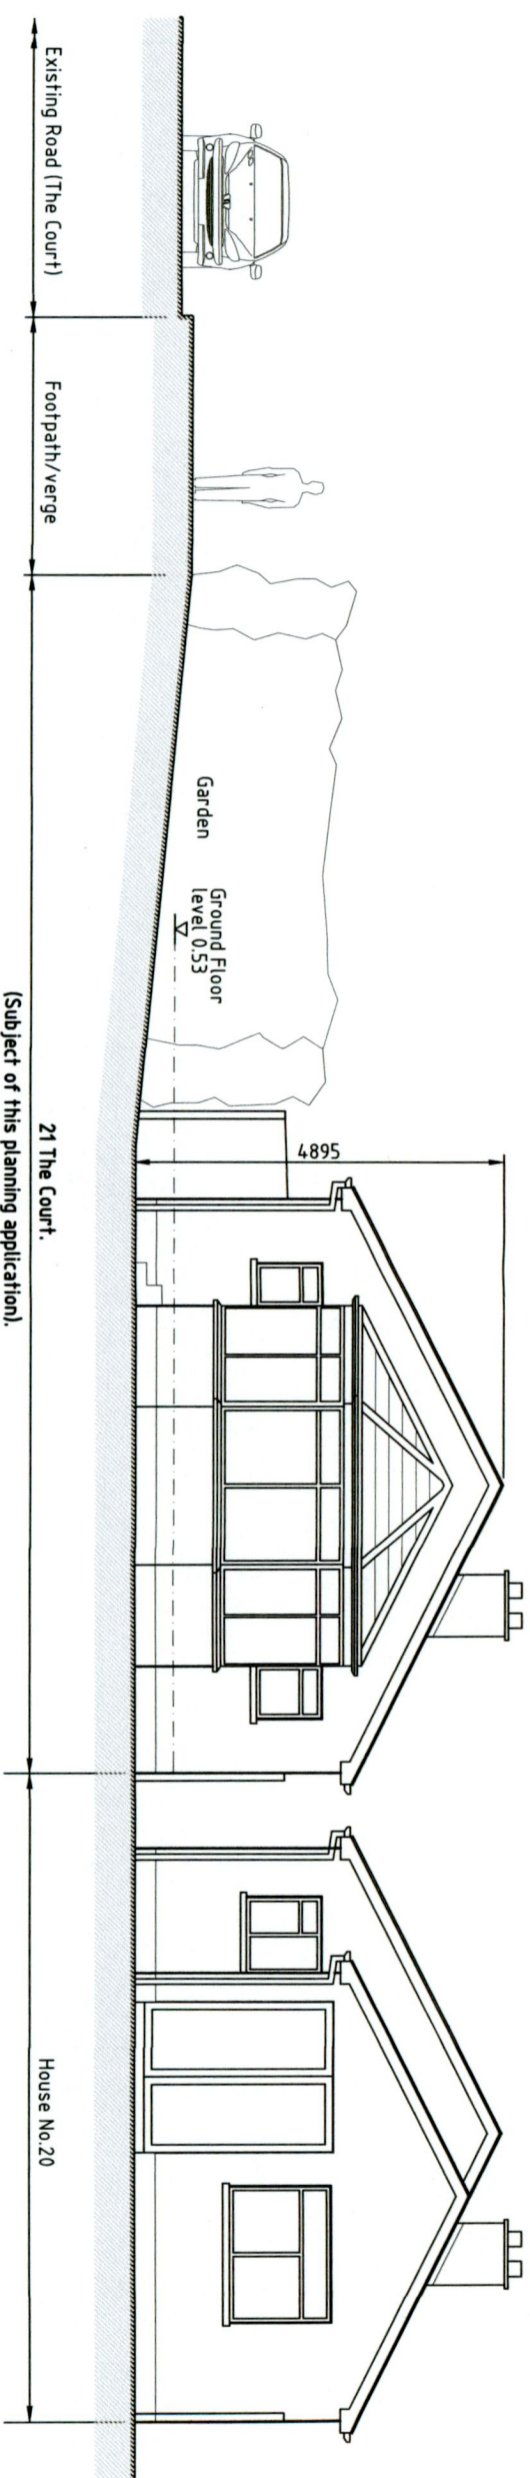 Existing Road (The Court)
Footpath/verge
Garden
Ground Floor
level 0.53
4895
21 The Court.
(Subject of this planning application).
House No.20